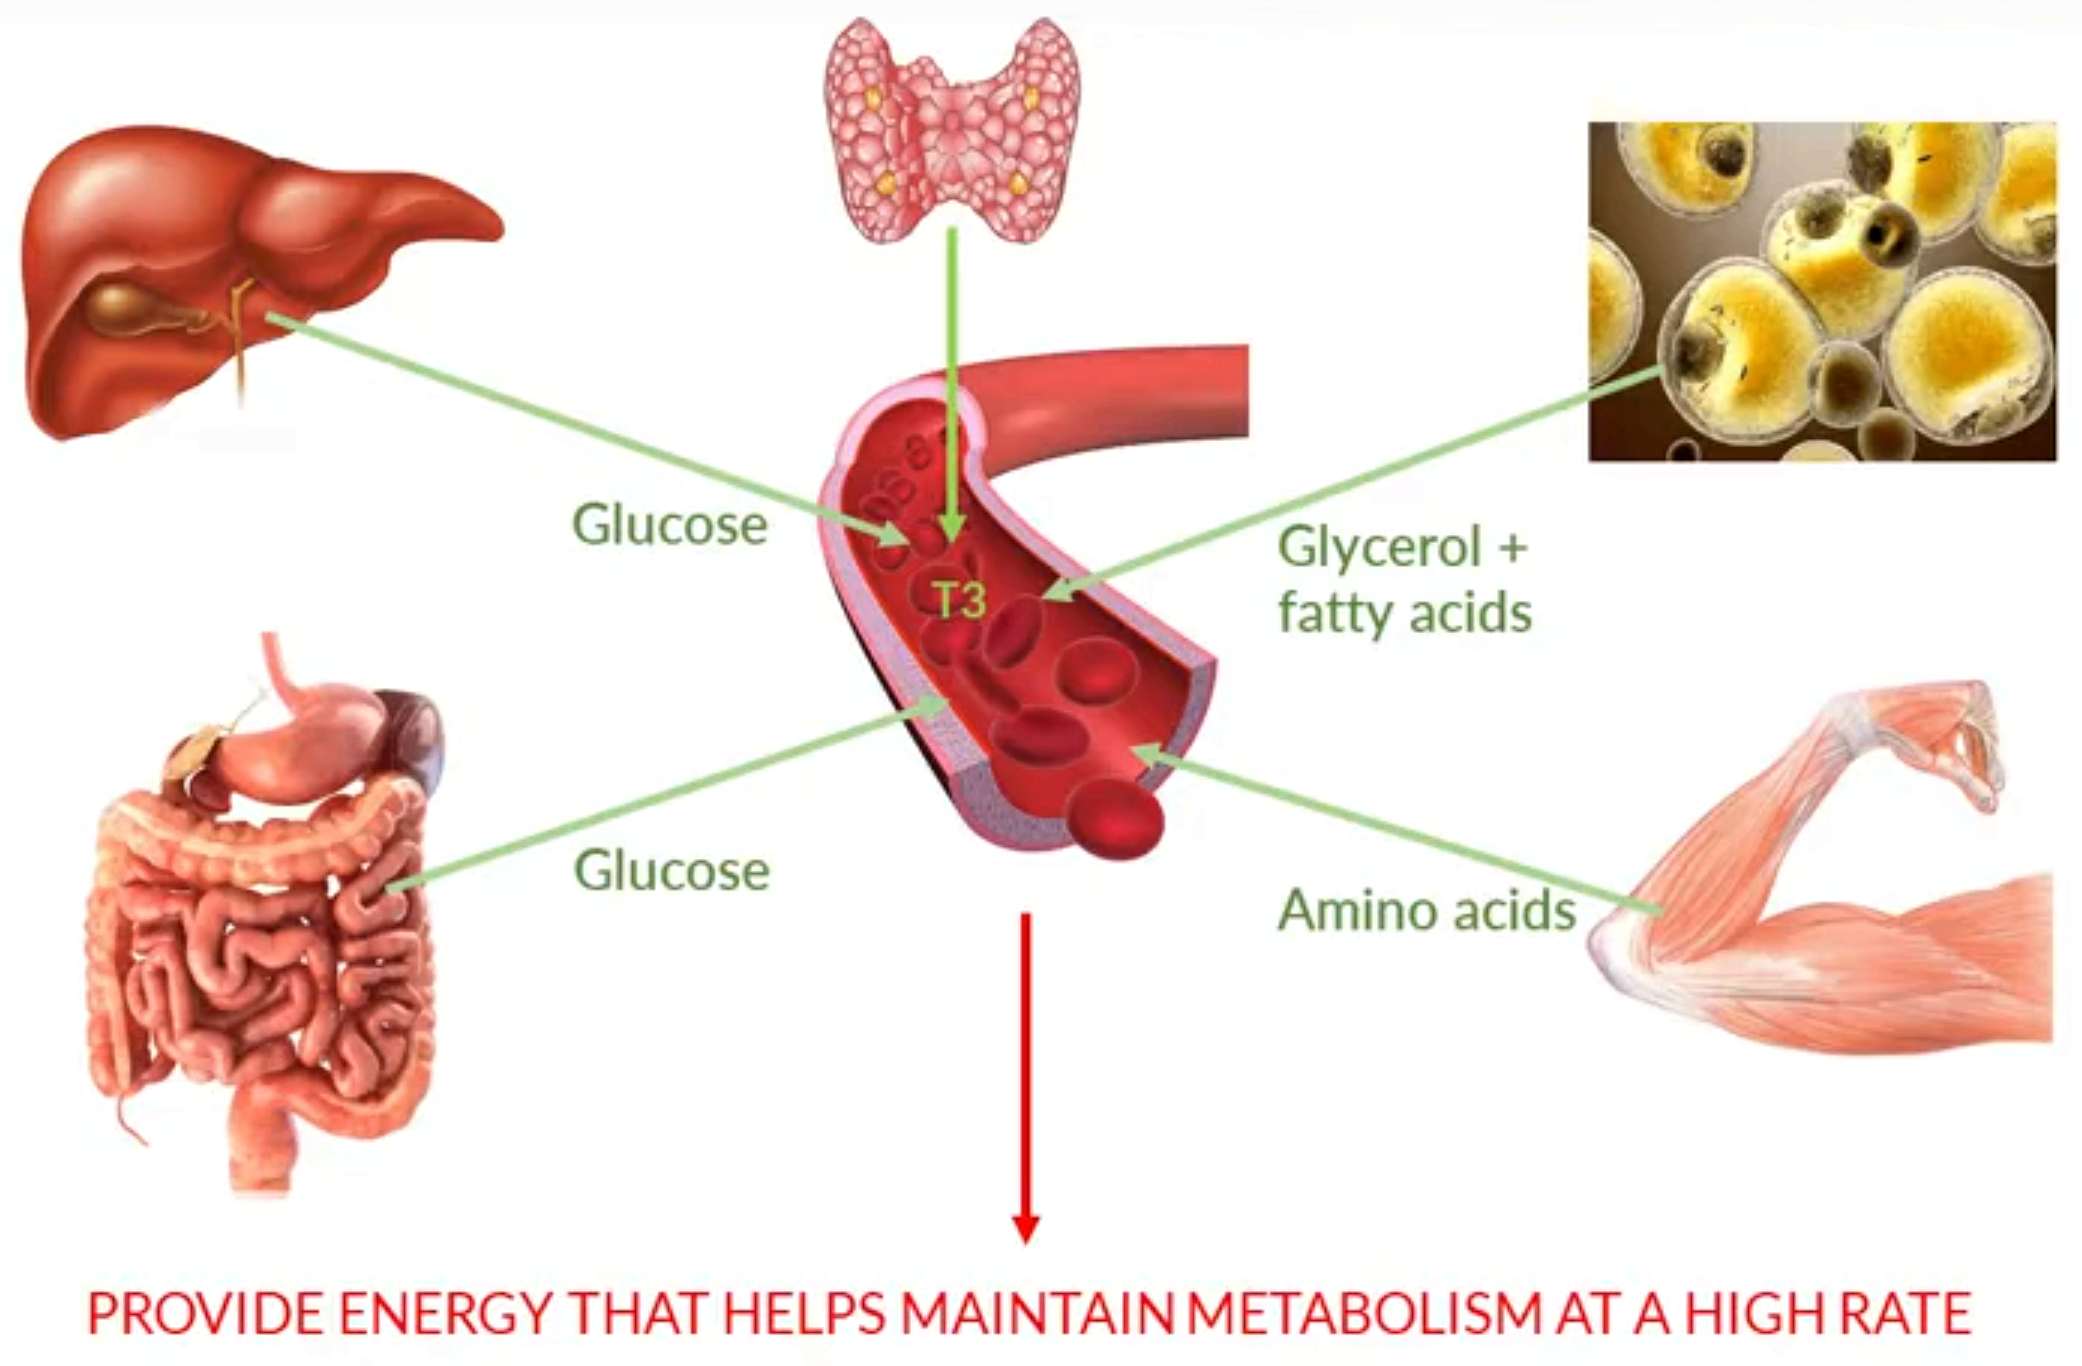 Glucose
T3
Glycerol +
fatty acids
Glucose
Amino acids
PROVIDE ENERGY THAT HELPS MAINTAIN METABOLISM AT A HIGH RATE